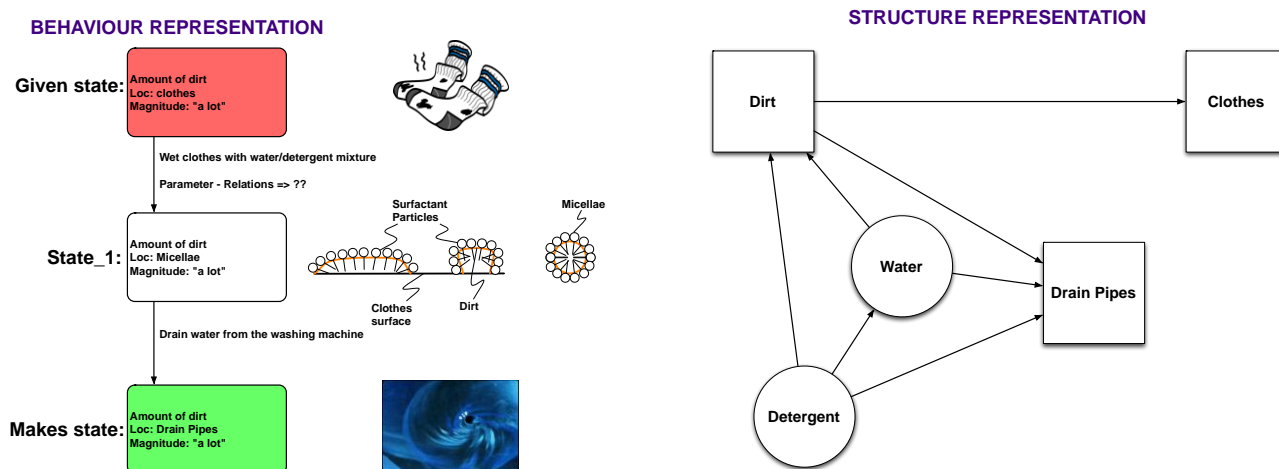 BEHAVIOUR REPRESENTATION
Given state:
Amount of dirt
Loc: clothes
Magnitude: "a lot"
Wet clothes with water/detergent mixture
Parameter - Relations => ??
State_1:
Amount of dirt
Loc: Micellae
Magnitude: "a lot"
Surfactant
Particles
Micellae
Clothes
surface
Dirt
Drain water from the washing machine
Makes state:
Amount of dirt
Loc: Drain Pipes
Magnitude: "a lot"
STRUCTURE REPRESENTATION
Dirt
Clothes
Water
Drain Pipes
Detergent